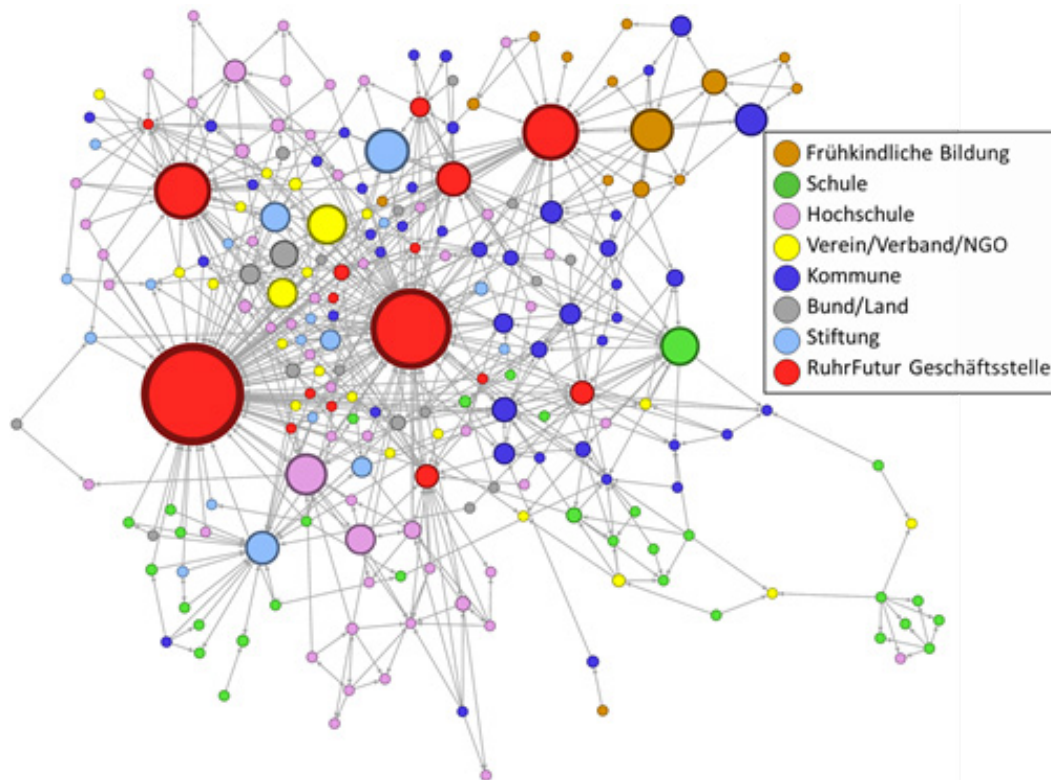 Frühkindliche Bildung
Schule
Hochschule
Verein/Verband/NGO
Kommune
Bund/Land
Stiftung
RuhrFutur Geschäftsstelle